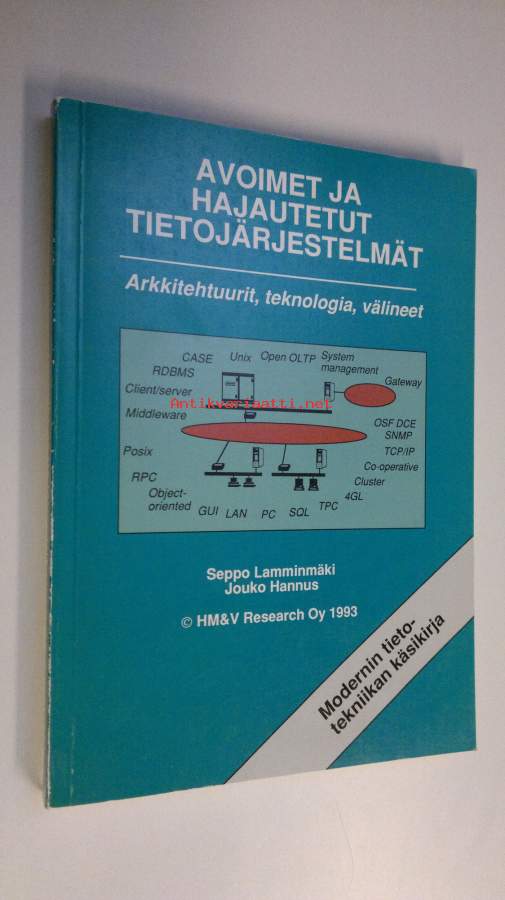 AVOIMET JA
HAJAUTETUT
TIETOJÄRJESTELMÄT
Arkkitehtuurit, teknologia, välineet
CASE Unix Open OLTP System
management
RDBMS
Gateway
Client/server
Antikvariaatti.net
Middleware
OSF DCE
SNMP
Posix
TCP/IP
Co-operative
RPC
Cluster
Object-
oriented
4GL
GUI LAN PC SQL TPC
Seppo Lamminmäki
Jouko Hannus
© HM&V Research Oy 1993
Modernin tieto-
tekniikan käsikirja